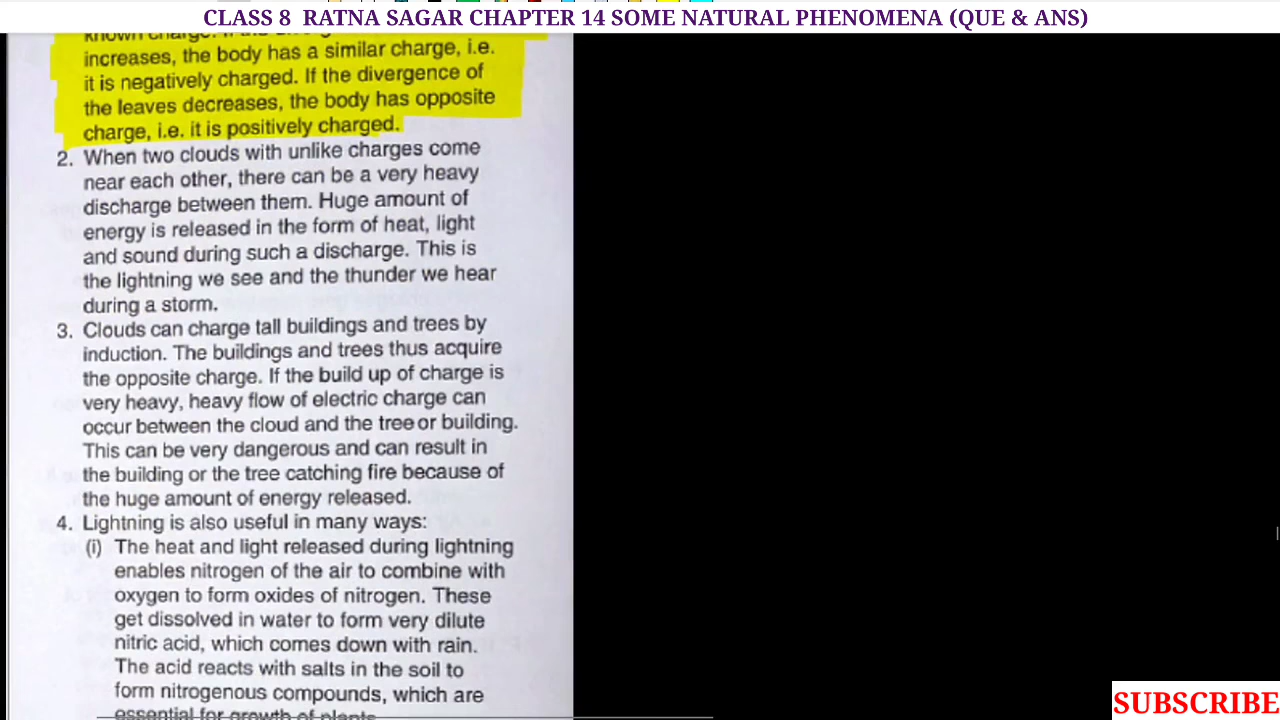 CLASS 8 RATNA SAGAR CHAPTER 14 SOME NATURAL PHENOMENA (QUE & ANS)
known charge. If the
increases, the body has a similar charge, i.e.
it is negatively charged. If the divergence of
the leaves decreases, the body has opposite
charge, i.e. it is positively charged.
2. When two clouds with unlike charges come
near each other, there can be a very heavy
discharge between them. Huge amount of
energy is released in the form of heat, light
and sound during such a discharge. This is
the lightning we see and the thunder we hear
during a storm.
3. Clouds can charge tall buildings and trees by
induction. The buildings and trees thus acquire
the opposite charge. If the build up of charge is
very heavy, heavy flow of electric charge can
occur between the cloud and the tree or building.
This can be very dangerous and can result in
the building or the tree catching fire because of
the huge amount of energy released.
4. Lightning is also useful in many ways:
(i) The heat and light released during lightning
enables nitrogen of the air to combine with
oxygen to form oxides of nitrogen. These
get dissolved in water to form very dilute
nitric acid, which comes down with rain.
The acid reacts with salts in the soil to
form nitrogenous compounds, which are
essential for growth of plants
SUBSCRIBE